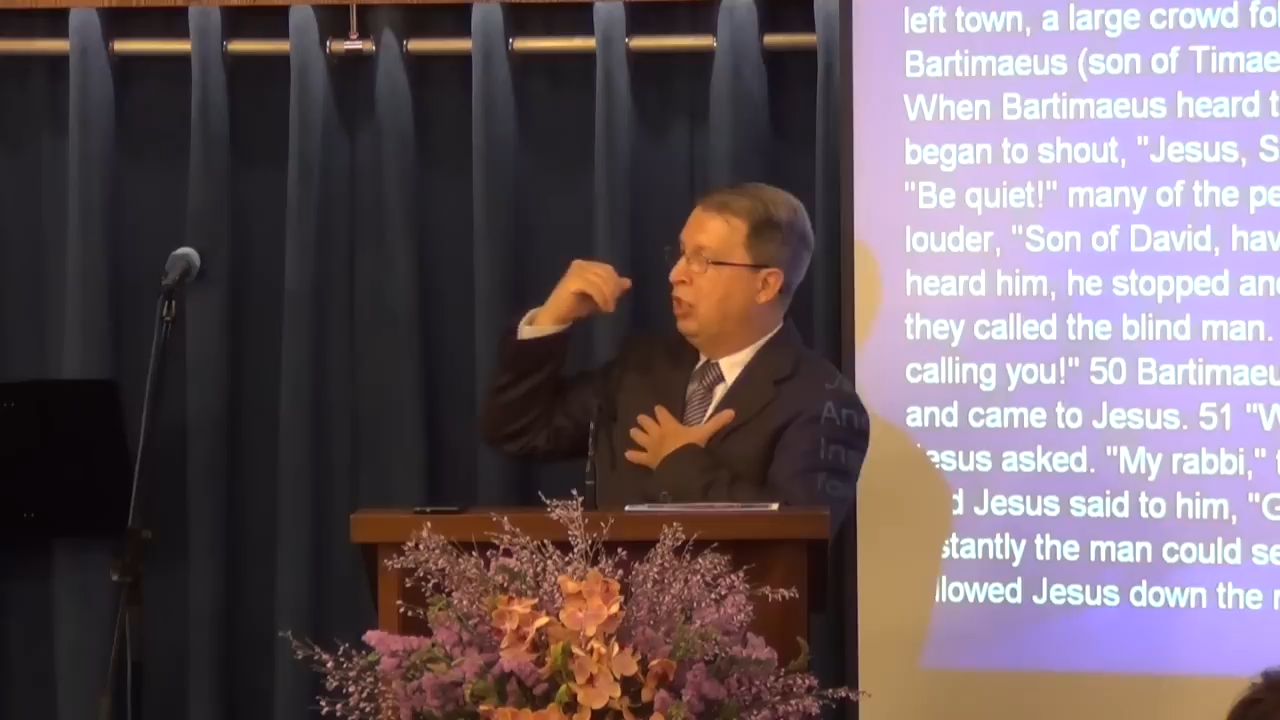 left town, a large crowd fo
Bartimaeus (son of Timae
When Bartimaeus heard t
began to shout, "Jesus, S
"Be quiet!" many of the pe
louder, "Son of David, hav
heard him, he stopped and
they called the blind man.
calling you!" 50 Bartimaeu
and came to Jesus. 51 "W
esus asked. "My rabbi," t
d Jesus said to him, "G
stantly the man could se
llowed Jesus down the r